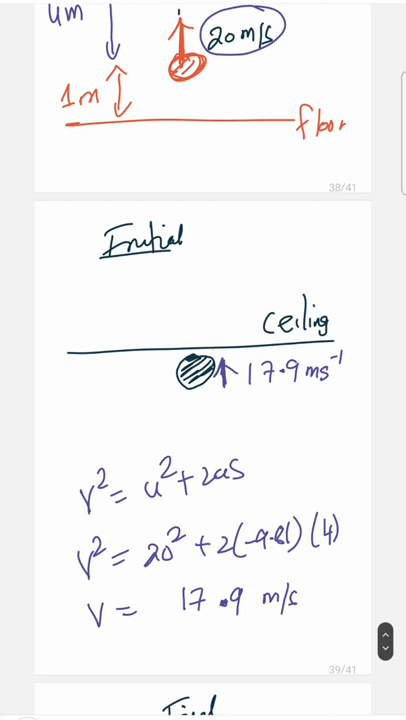 4m
20m/s
1m
floor
38/41
Initial
Ceiling
17.9 ms⁻¹
v² = u² + 2as
v² = 20² + 2(-9.81)(4)
v = 17.9 m/s
39/41